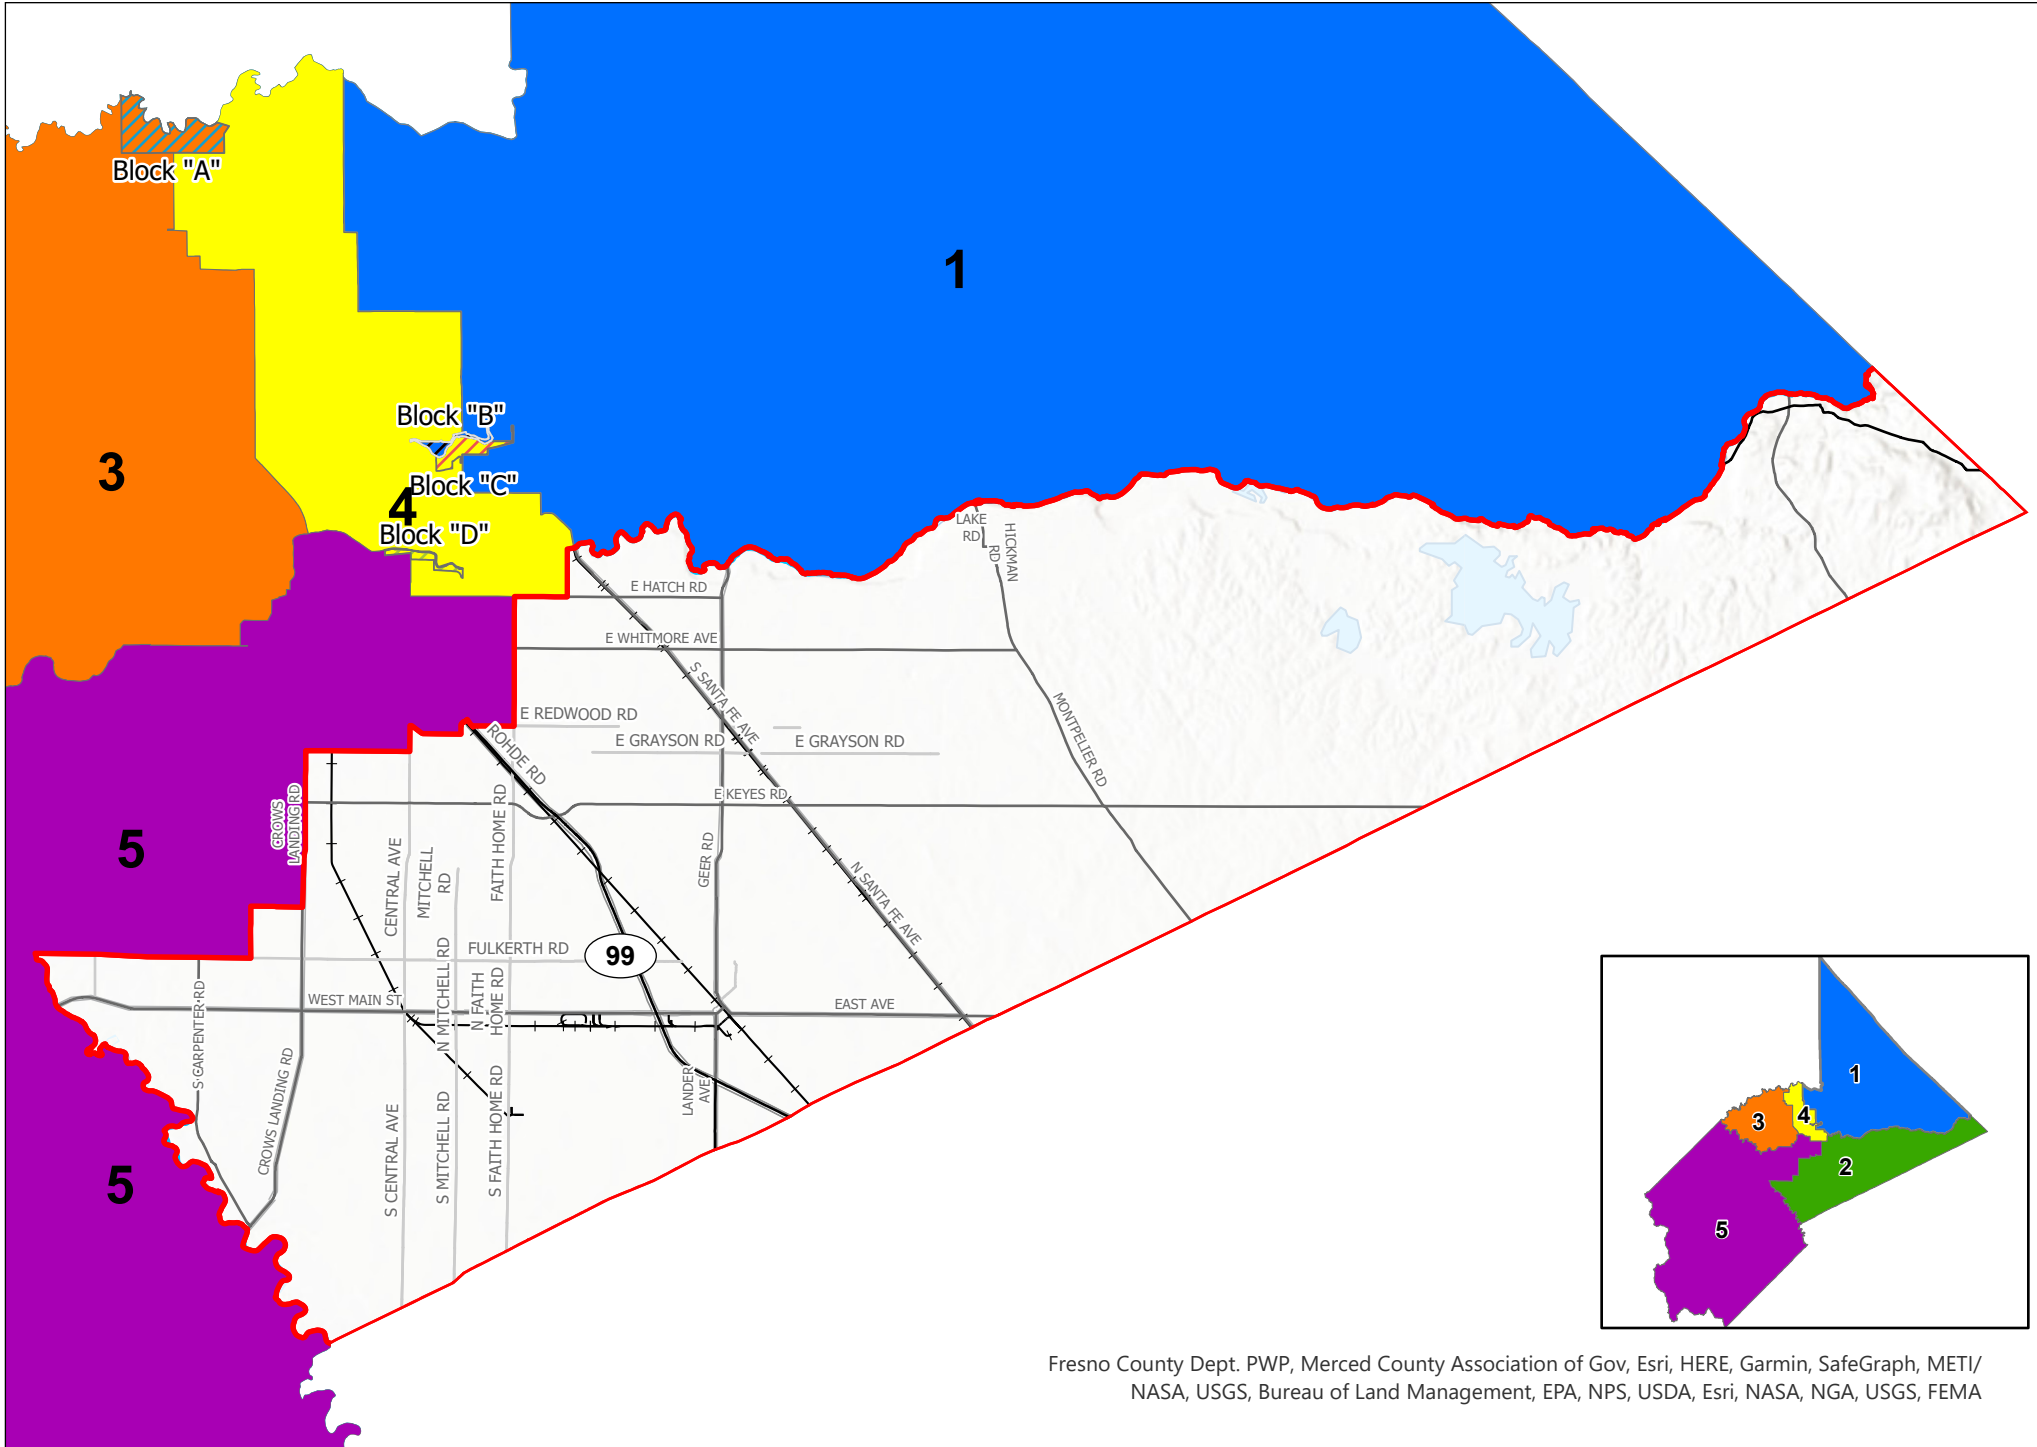 Block "A"
1
Block "B"
3
Block "C"
4
Block "D"
LAKE
RD
HICKMAN
RD
E HATCH RD
E WHITMORE AVE
S SANTA FE AVE
MONTPELIER RD
E REDWOOD RD
ROHDE RD
E GRAYSON RD
E GRAYSON RD
E KEYES RD
CROWS
LANDING RD
FAITH HOME RD
5
CENTRAL AVE
MITCHELL
RD
GEER RD
N SANTA FE AVE
FULKERTH RD
99
N MITCHELL RD
N FAITH
HOME RD
WEST MAIN ST
EAST AVE
S CARPENTER RD
CROWS LANDING RD
LANDER
AVE
5
S CENTRAL AVE
S MITCHELL RD
S FAITH HOME RD
1
3
4
2
5
Fresno County Dept. PWP, Merced County Association of Gov, Esri, HERE, Garmin, SafeGraph, METI/
NASA, USGS, Bureau of Land Management, EPA, NPS, USDA, Esri, NASA, NGA, USGS, FEMA